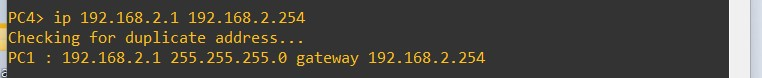 PC4> ip 192.168.2.1 192.168.2.254
Checking for duplicate address...
PC1 : 192.168.2.1 255.255.255.0 gateway 192.168.2.254